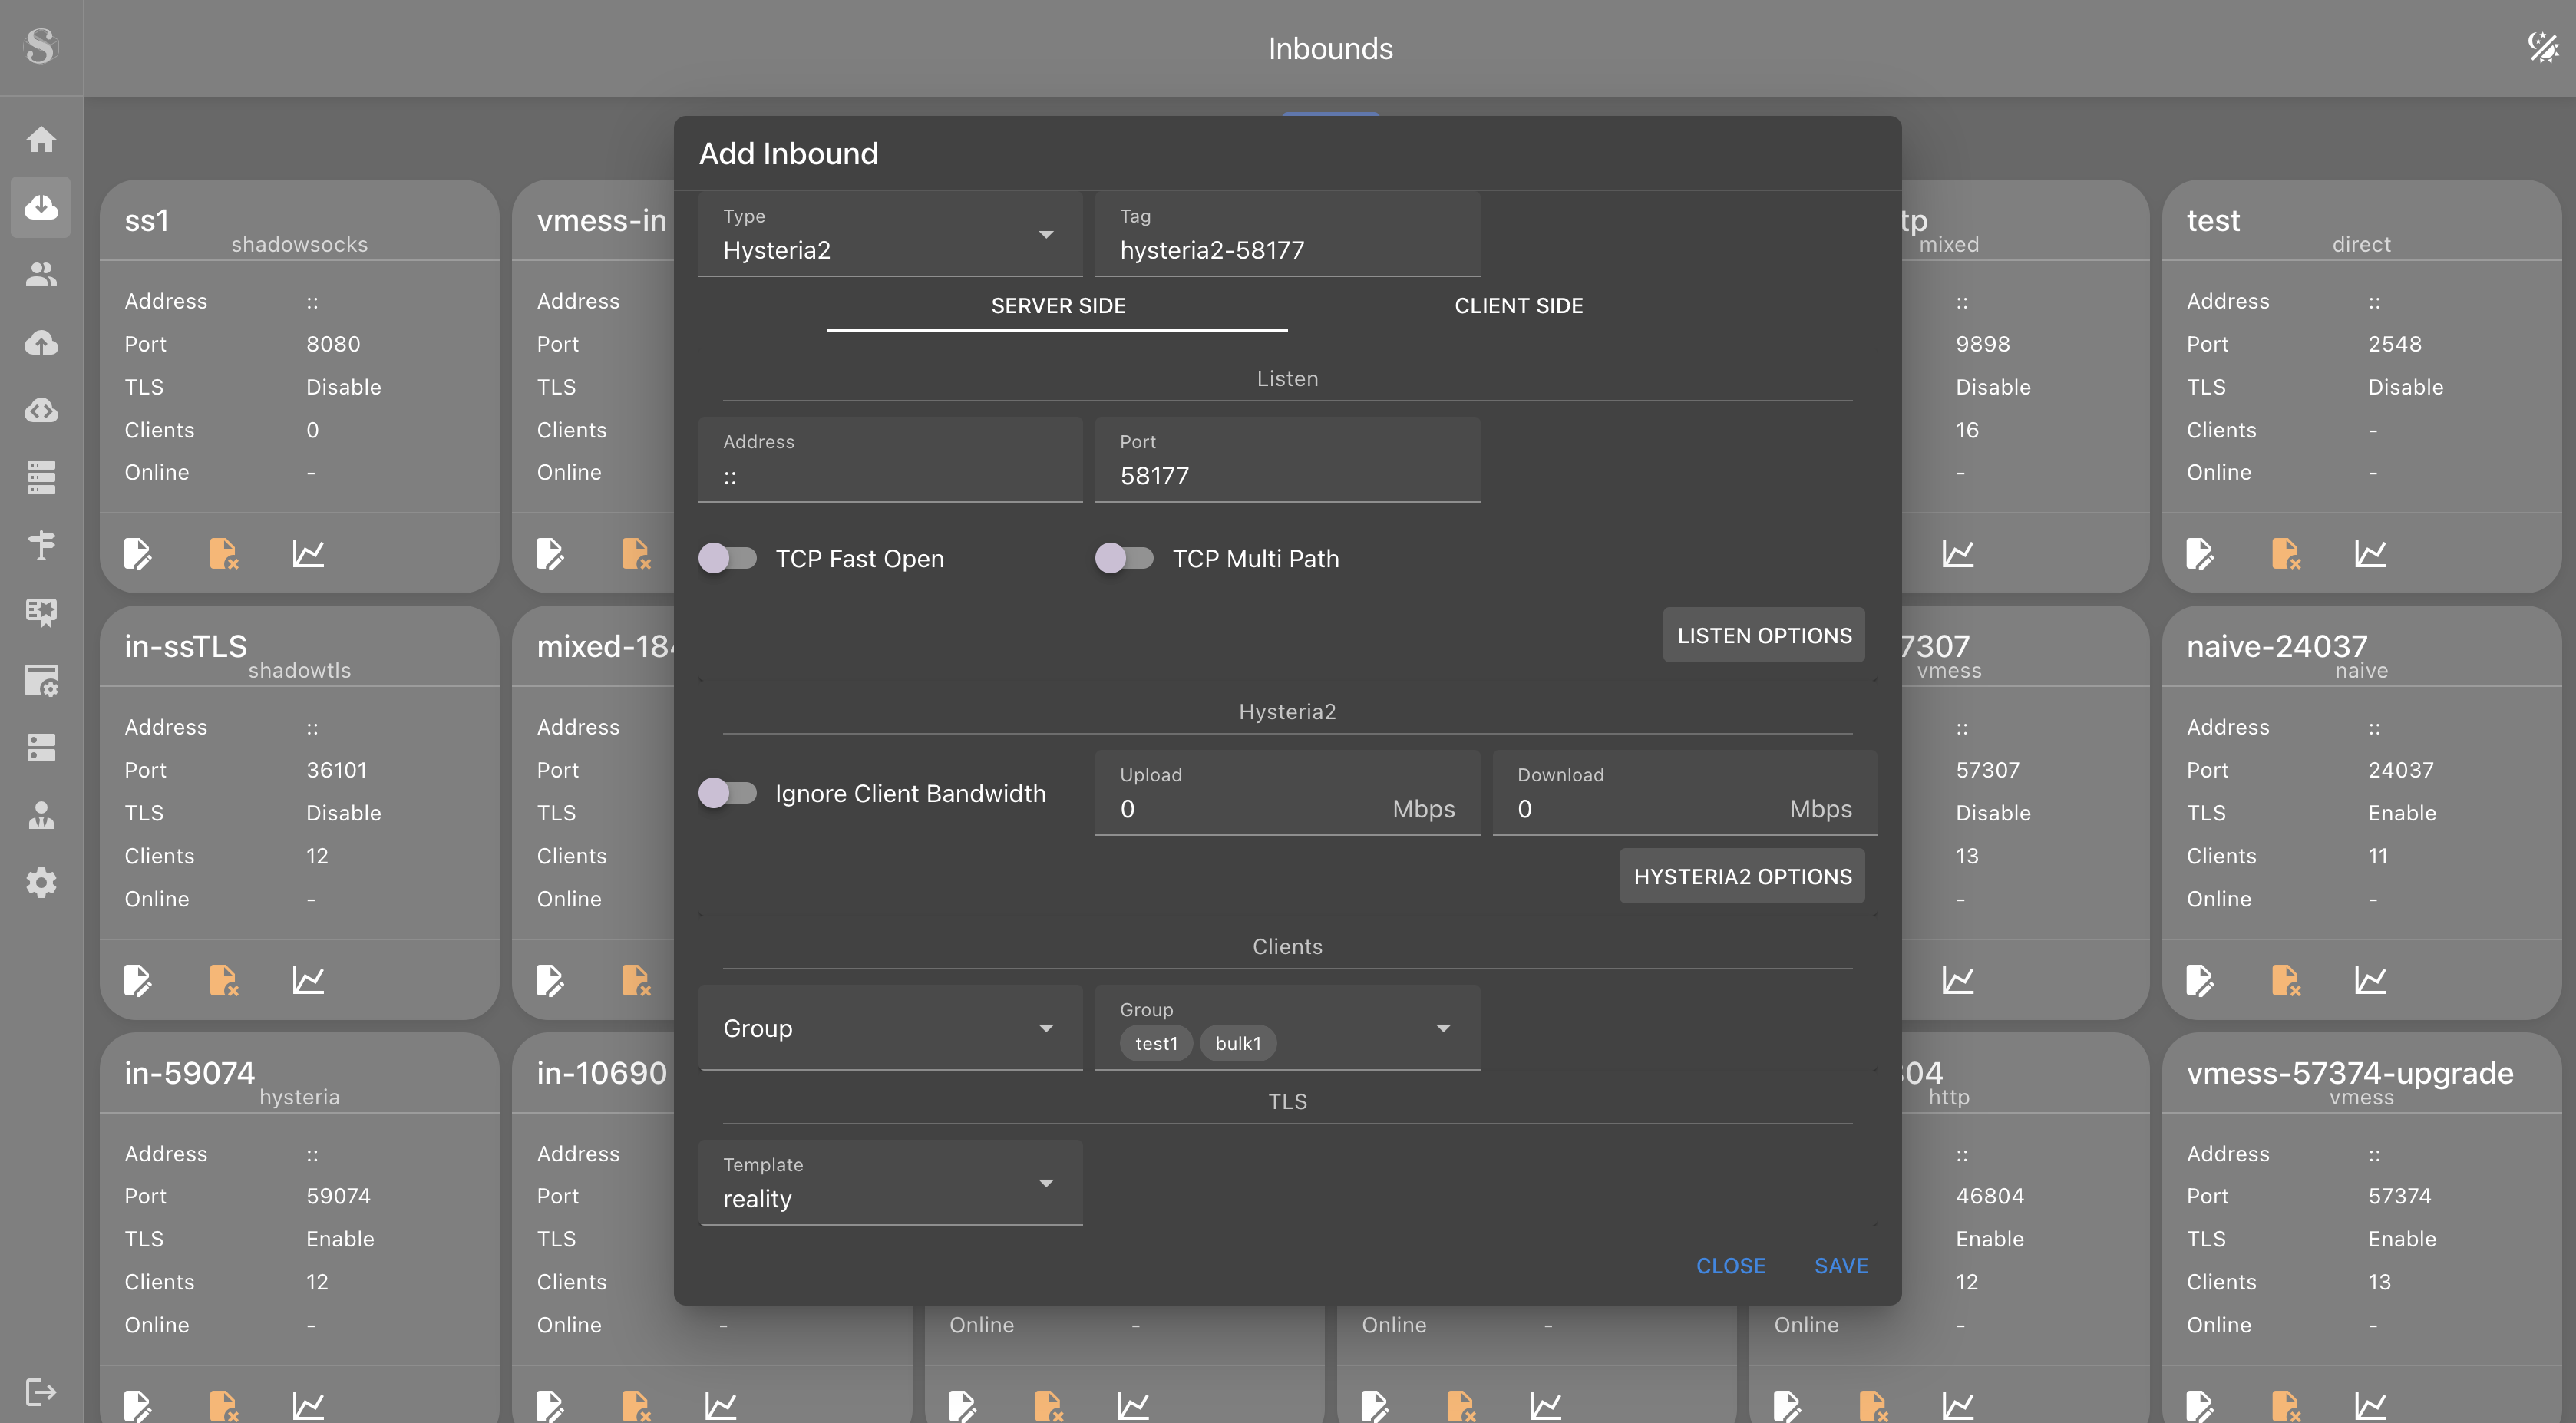 Inbounds
Add Inbound
Type
Hysteria2
Tag
hysteria2-58177
SERVER SIDE
CLIENT SIDE
Listen
Address
::
Port
58177
TCP Fast Open
TCP Multi Path
LISTEN OPTIONS
Hysteria2
Ignore Client Bandwidth
Upload
0 Mbps
Download
0 Mbps
HYSTERIA2 OPTIONS
Clients
Group
Group
test1 bulk1
TLS
Template
reality
CLOSE
SAVE
ss1
shadowsocks
Address ::
Port 8080
TLS Disable
Clients 0
Online -
vmess-in
Address
Port
TLS
Clients
Online
tp
mixed
::
9898
Disable
16
-
test
direct
Address ::
Port 2548
TLS Disable
Clients -
Online -
in-ssTLS
shadowtls
Address ::
Port 36101
TLS Disable
Clients 12
Online -
mixed-184
Address
Port
TLS
Clients
Online
7307
vmess
::
57307
Disable
13
-
naive-24037
naive
Address ::
Port 24037
TLS Enable
Clients 11
Online -
in-59074
hysteria
Address ::
Port 59074
TLS Enable
Clients 12
Online -
in-10690
Address
Port
TLS
Clients
Online -
Online -
Online -
804
http
::
46804
Enable
12
Online -
vmess-57374-upgrade
vmess
Address ::
Port 57374
TLS Enable
Clients 13
Online -